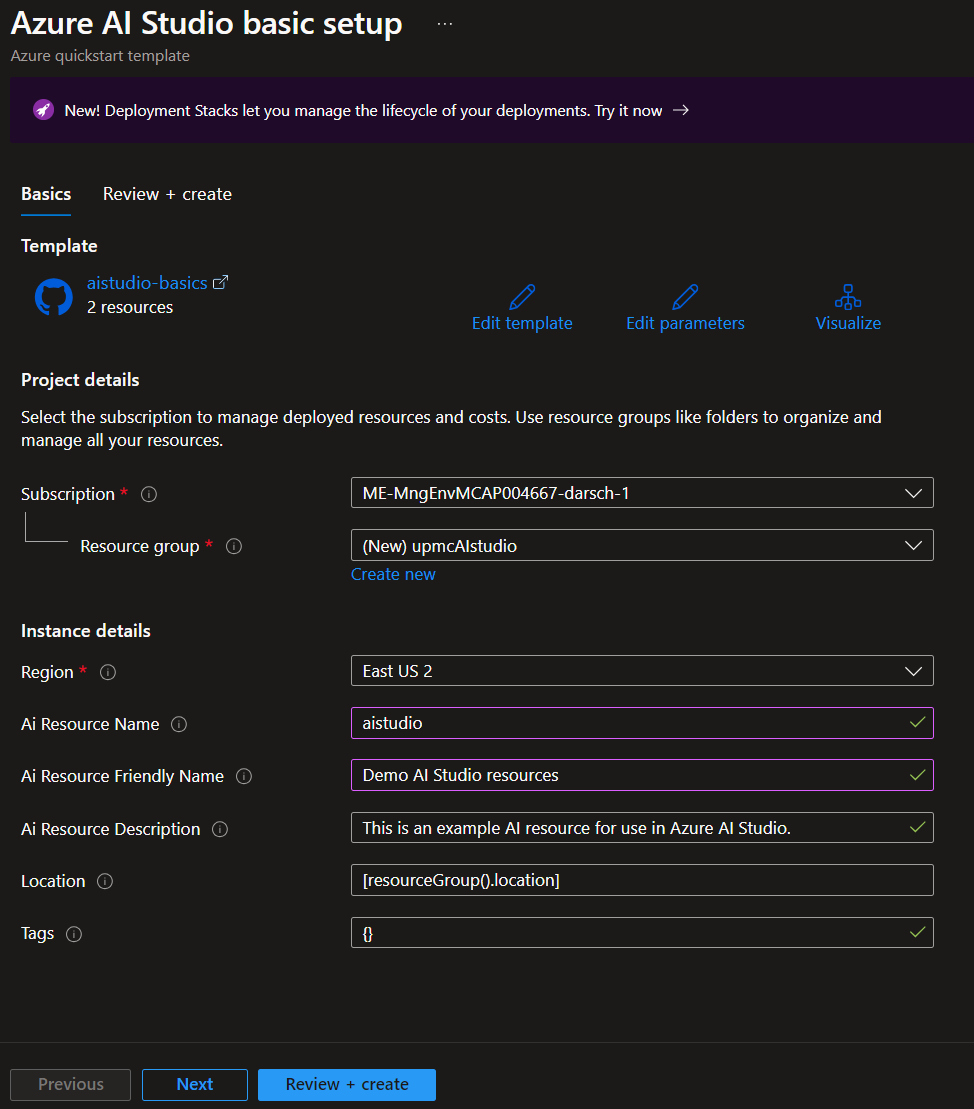 Azure AI Studio basic setup ...
Azure quickstart template
New! Deployment Stacks let you manage the lifecycle of your deployments. Try it now →
Basics Review + create
Template
aistudio-basics
2 resources
Edit template Edit parameters Visualize
Project details
Select the subscription to manage deployed resources and costs. Use resource groups like folders to organize and
manage all your resources.
Subscription * ME-MngEnvMCAP004667-darsch-1
Resource group * (New) upmcAIstudio
Create new
Instance details
Region * East US 2
Ai Resource Name aistudio
Ai Resource Friendly Name Demo AI Studio resources
Ai Resource Description This is an example AI resource for use in Azure AI Studio.
Location [resourceGroup().location]
Tags {}
Previous Next Review + create